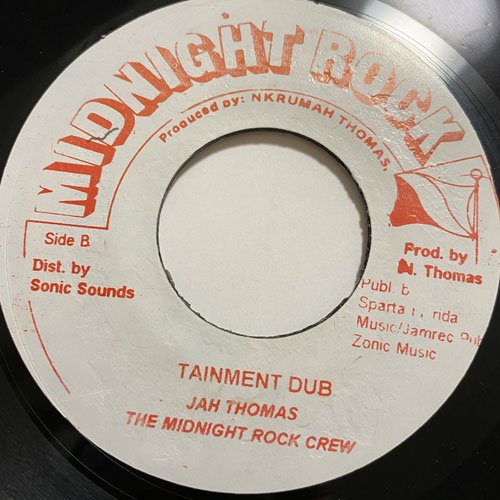 MIDNIGHT ROCK
Produced by: NKRUMAH THOMAS,
Side B
Dist. by
Sonic Sounds
Prod. by
N. Thomas
Publ. b
Sparta
Music/Jamrec
Zonic Music
TAINMENT DUB
JAH THOMAS
THE MIDNIGHT ROCK CREW